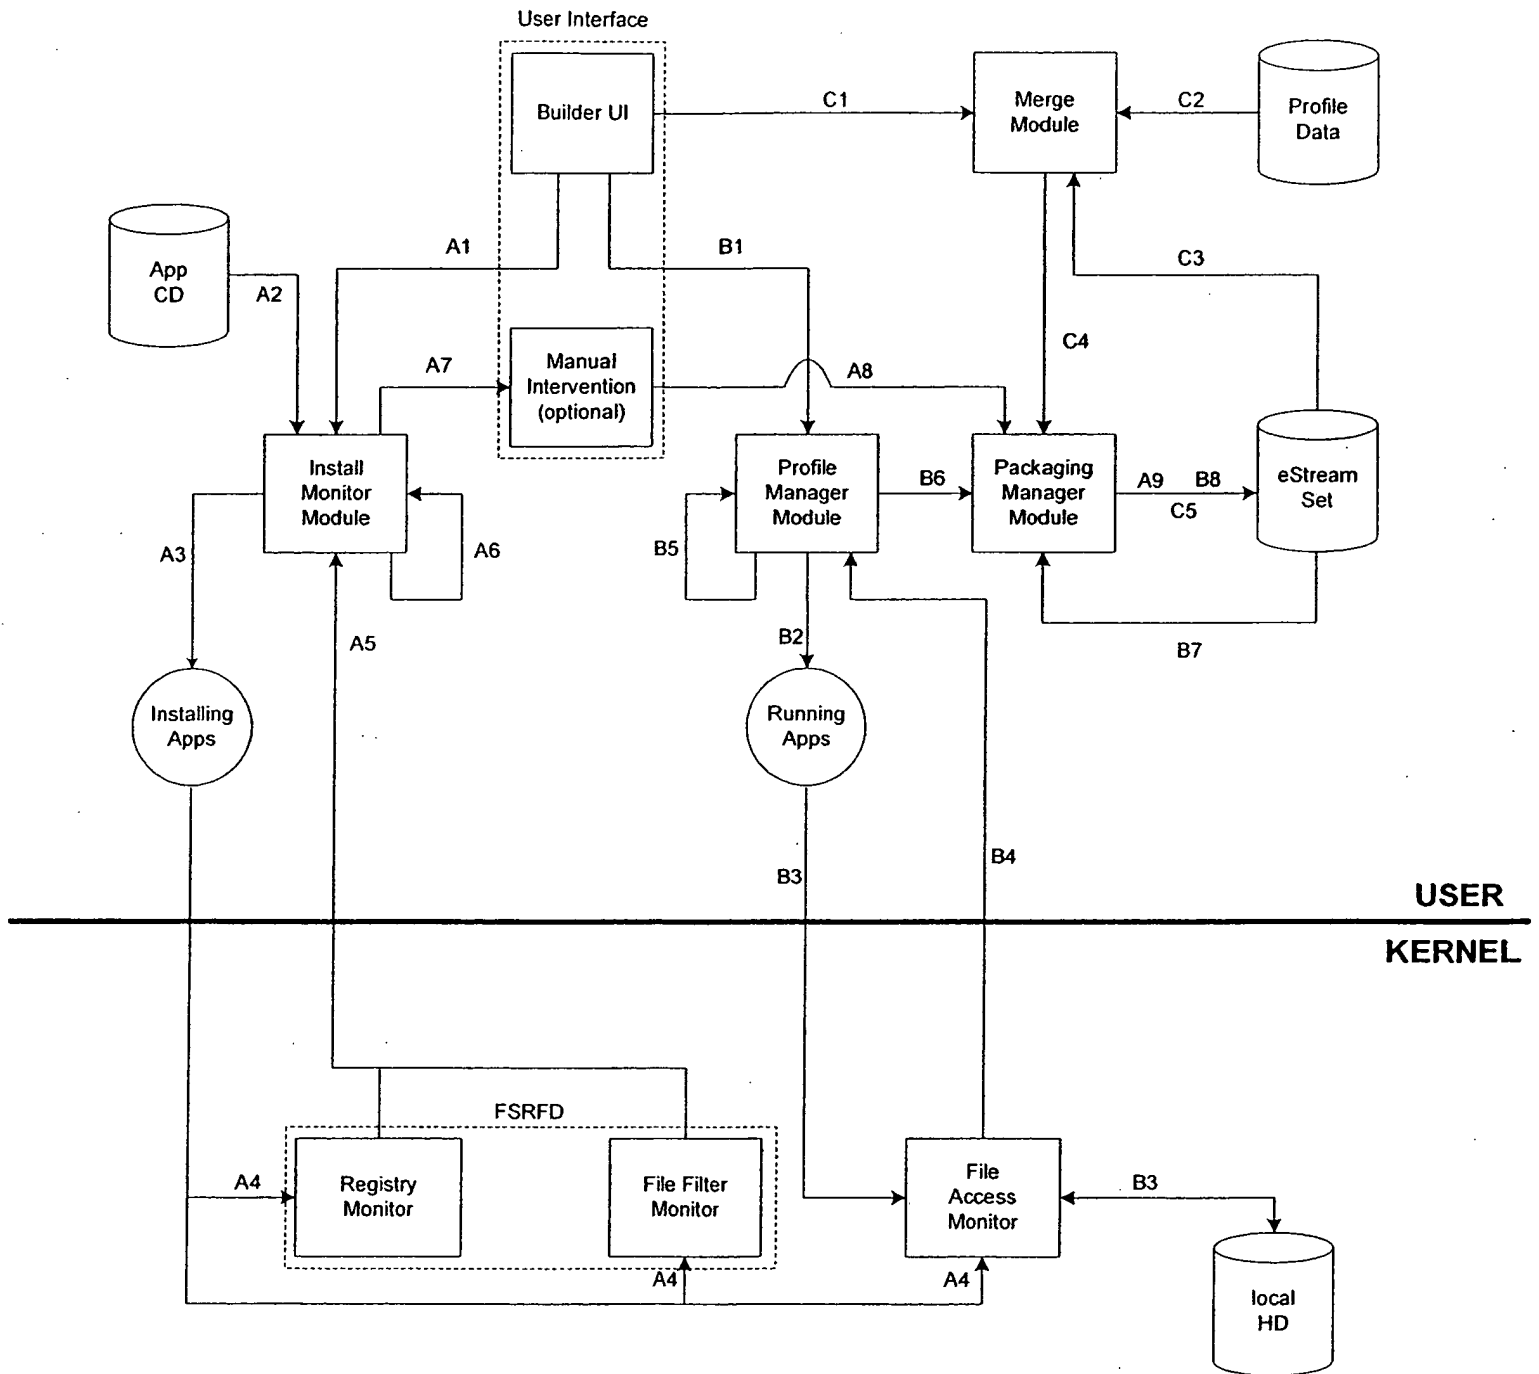 User Interface
Builder UI
C1
Merge
Module
C2
Profile
Data
App
CD
A2
A1
B1
C3
C4
A7
Manual
Intervention
(optional)
A8
Install
Monitor
Module
A6
A3
A5
Profile
Manager
Module
B5
B6
Packaging
Manager
Module
A9
B8
C5
eStream
Set
B2
B7
Installing
Apps
Running
Apps
B3
B4
USER
KERNEL
FSRFD
A4
Registry
Monitor
File Filter
Monitor
A4
File
Access
Monitor
A4
B3
local
HD